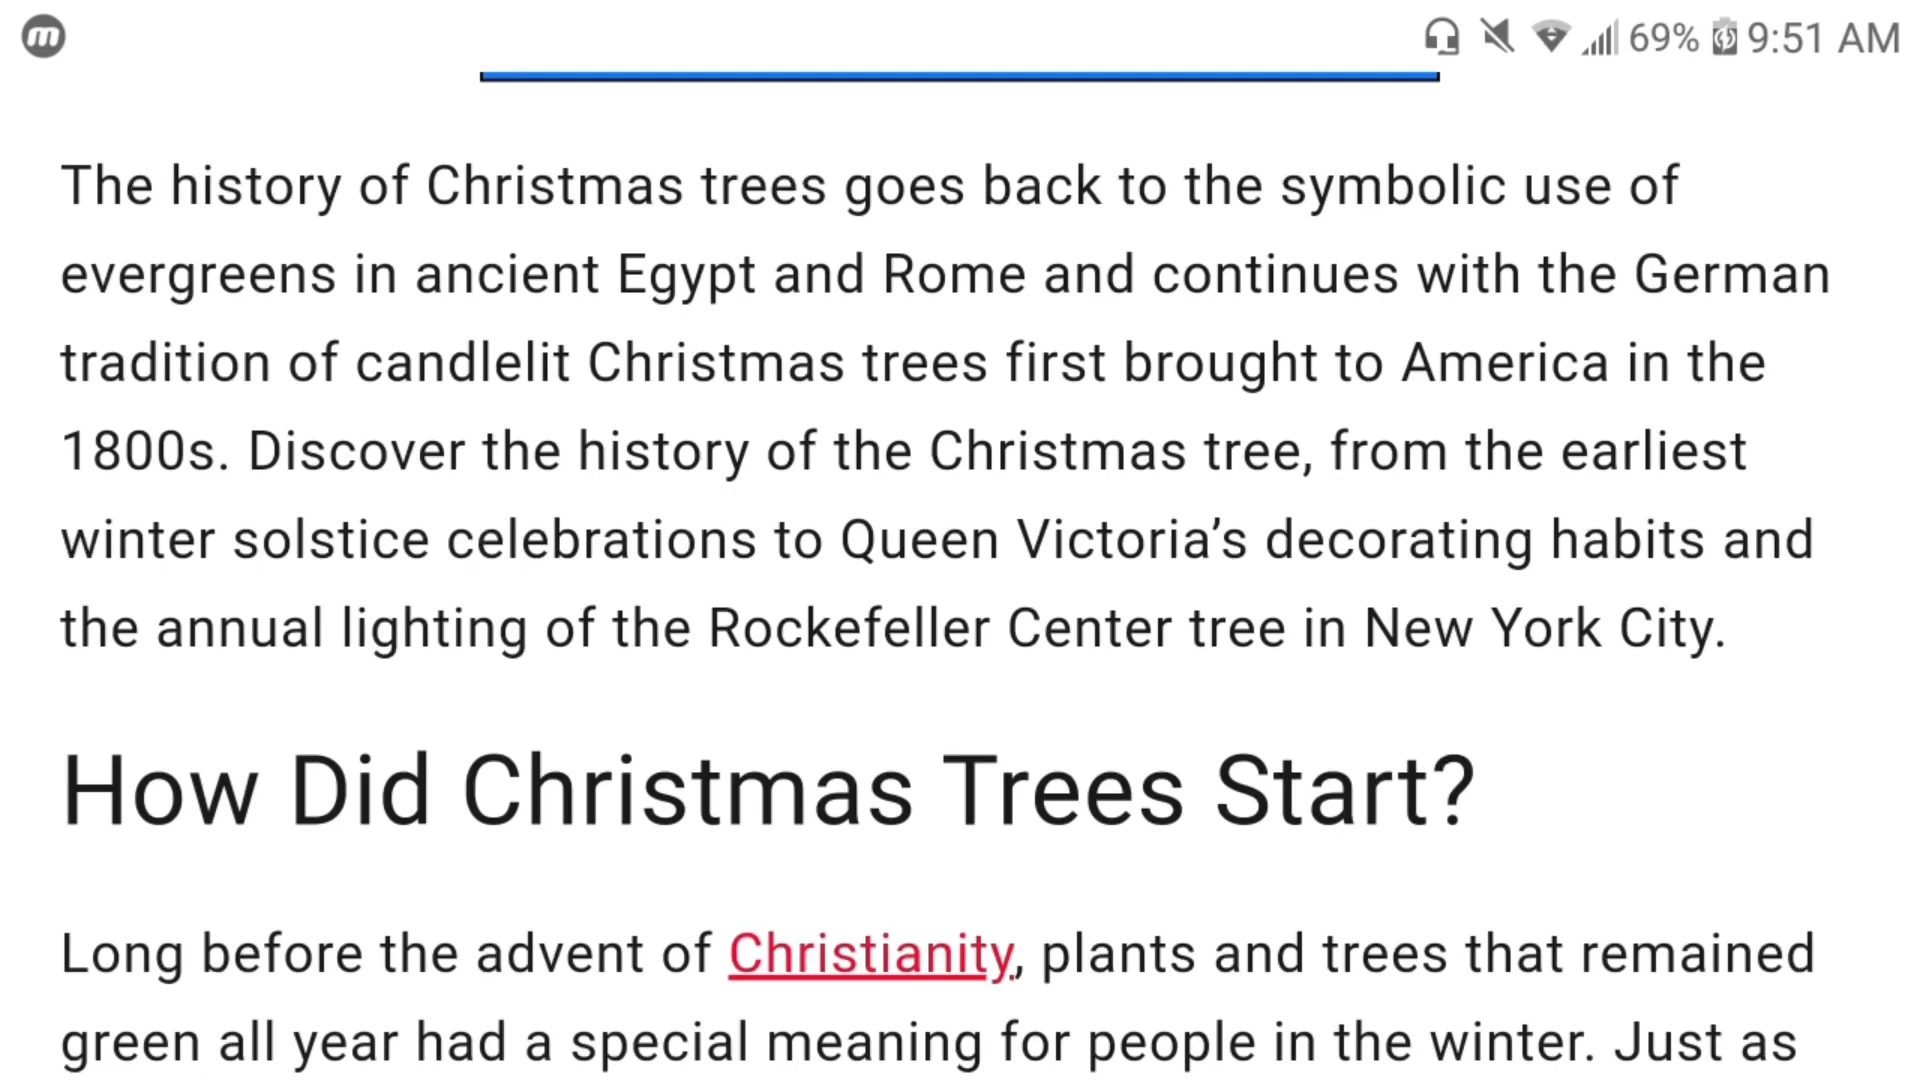 m
69% 9:51 AM
The history of Christmas trees goes back to the symbolic use of
evergreens in ancient Egypt and Rome and continues with the German
tradition of candlelit Christmas trees first brought to America in the
1800s. Discover the history of the Christmas tree, from the earliest
winter solstice celebrations to Queen Victoria’s decorating habits and
the annual lighting of the Rockefeller Center tree in New York City.
How Did Christmas Trees Start?
Long before the advent of Christianity, plants and trees that remained
green all year had a special meaning for people in the winter. Just as